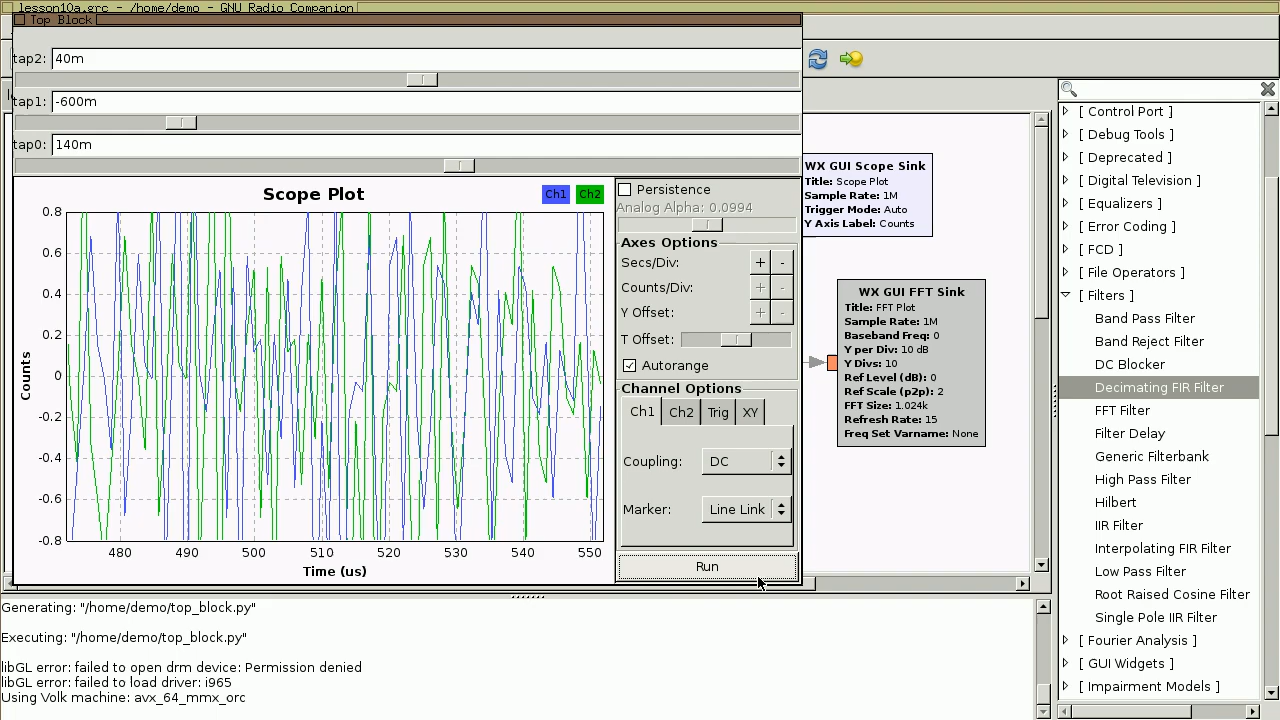 lesson10a.grc - /home/demo - GNU Radio Companion
Top Block
tap2: 40m
tap1: -600m
tap0: 140m
Scope Plot
Ch1 Ch2
0.8
0.6
0.4
0.2
0
-0.2
-0.4
-0.6
-0.8
Counts
480 490 500 510 520 530 540 550
Time (us)
Persistence
Analog Alpha: 0.0994
Axes Options
Secs/Div: + -
Counts/Div: + -
Y Offset: + -
T Offset:
Autorange
Channel Options
Ch1 Ch2 Trig XY
Coupling: DC
Marker: Line Link
Run
WX GUI Scope Sink
Title: Scope Plot
Sample Rate: 1M
Trigger Mode: Auto
Y Axis Label: Counts
WX GUI FFT Sink
Title: FFT Plot
Sample Rate: 1M
Baseband Freq: 0
Y per Div: 10 dB
Y Divs: 10
Ref Level (dB): 0
Ref Scale (p2p): 2
FFT Size: 1.024k
Refresh Rate: 15
Freq Set Varname: None
[ Control Port ]
[ Debug Tools ]
[ Deprecated ]
[ Digital Television ]
[ Equalizers ]
[ Error Coding ]
[ FCD ]
[ File Operators ]
[ Filters ]
Band Pass Filter
Band Reject Filter
DC Blocker
Decimating FIR Filter
FFT Filter
Filter Delay
Generic Filterbank
High Pass Filter
Hilbert
IIR Filter
Interpolating FIR Filter
Low Pass Filter
Root Raised Cosine Filter
Single Pole IIR Filter
[ Fourier Analysis ]
[ GUI Widgets ]
[ Impairment Models ]
Generating: "/home/demo/top_block.py"
Executing: "/home/demo/top_block.py"
libGL error: failed to open drm device: Permission denied
libGL error: failed to load driver: i965
Using Volk machine: avx_64_mmx_orc